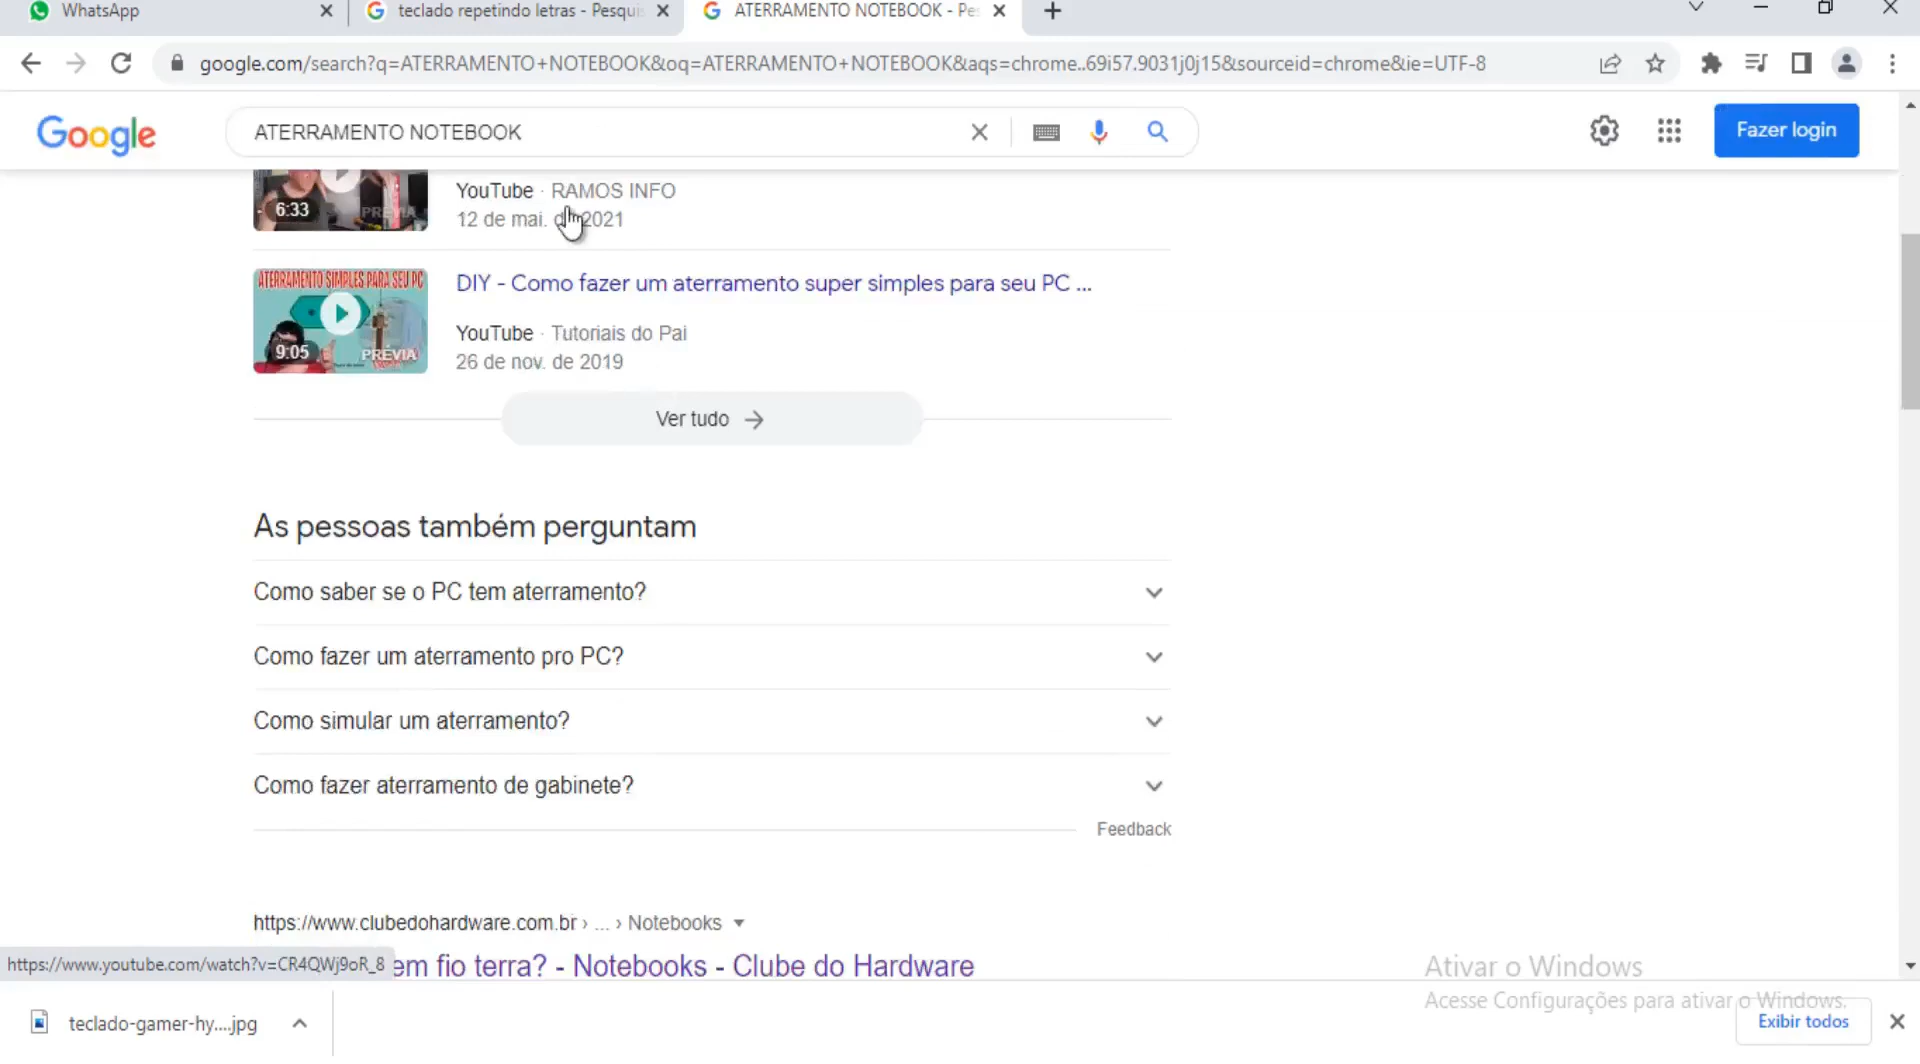 WhatsApp
teclado repetindo letras - Pesqui
ATERRAMENTO NOTEBOOK - Pe
google.com/search?q=ATERRAMENTO+NOTEBOOK&oq=ATERRAMENTO+NOTEBOOK&aqs=chrome..69i57.9031j0j15&sourceid=chrome&ie=UTF-8
Google
ATERRAMENTO NOTEBOOK
Fazer login
6:33
PRÉVIA
YouTube · RAMOS INFO
12 de mai. 2021
ATERRAMENTO SIMPLES PARA SEU PC
9:05
PRÉVIA
DIY - Como fazer um aterramento super simples para seu PC ...
YouTube · Tutoriais do Pai
26 de nov. de 2019
Ver tudo
As pessoas também perguntam
Como saber se o PC tem aterramento?
Como fazer um aterramento pro PC?
Como simular um aterramento?
Como fazer aterramento de gabinete?
Feedback
https://www.clubedohardware.com.br › ... › Notebooks
em fio terra? - Notebooks - Clube do Hardware
https://www.youtube.com/watch?v=CR4QWj9oR_8
Ativar o Windows
Acesse Configurações para ativar o Windows.
teclado-gamer-hy....jpg
Exibir todos